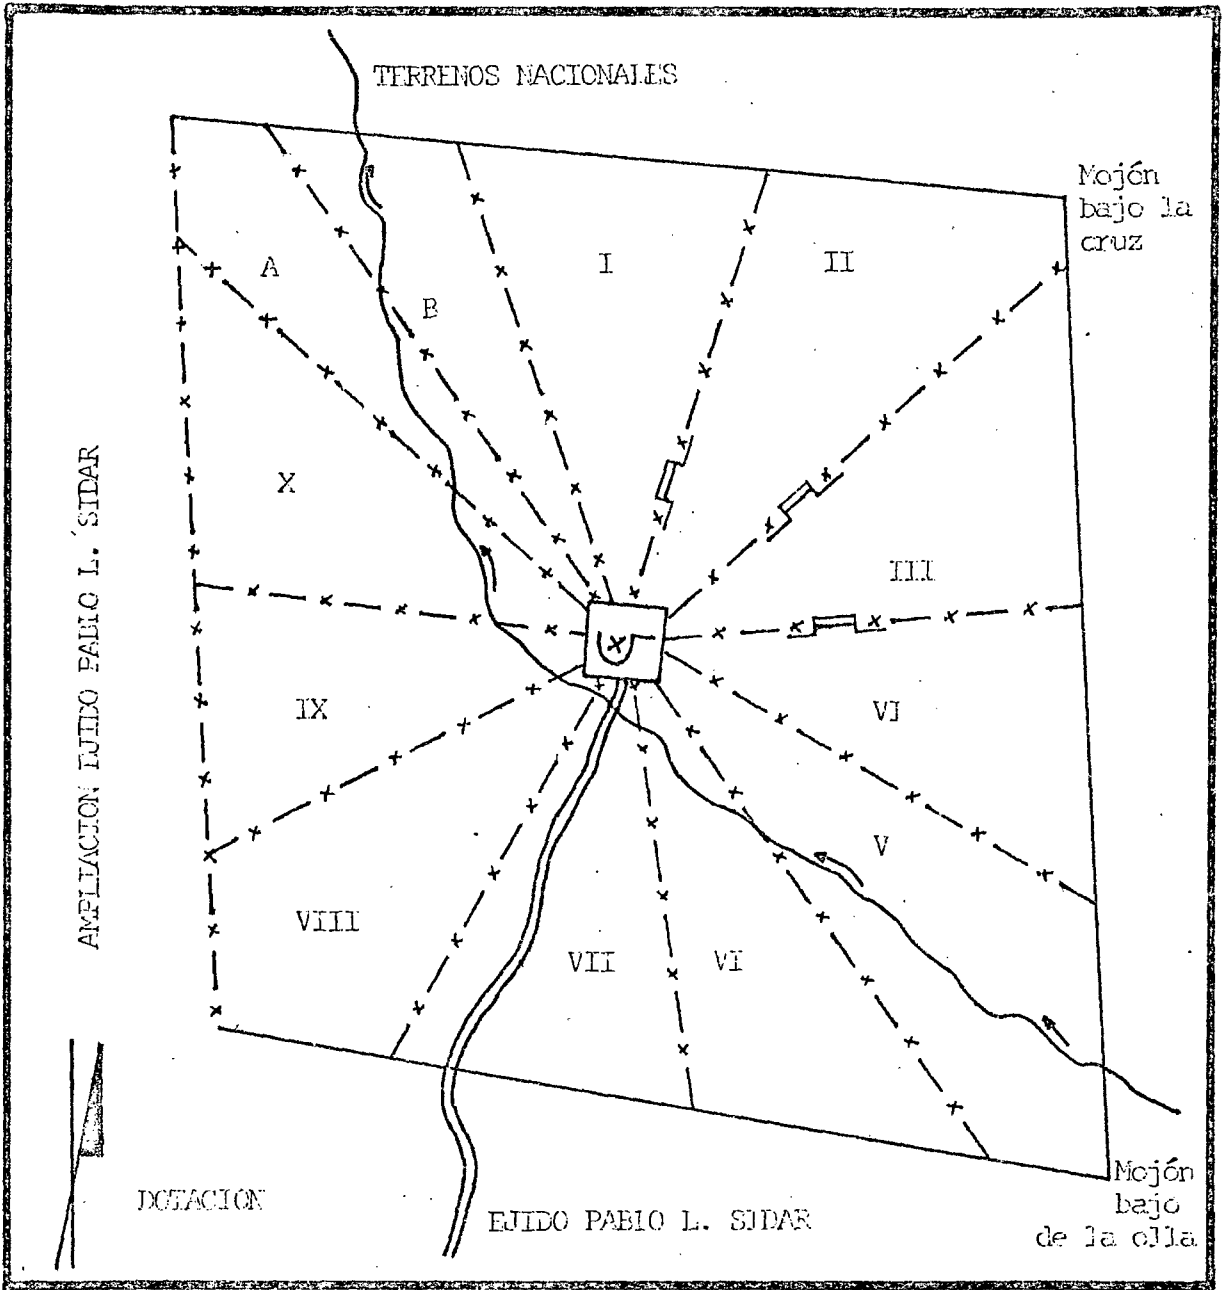 TERRENOS NACIONALES
Mojón
bajo la
cruz
A
B
I
II
X
III
AMPLIACION EJIDO PABLO L. SIDAR
IX
VI
V
VIII
VII
VI
DOTACION
EJIDO PABLO L. SIDAR
Mojón
bajo
de la olla